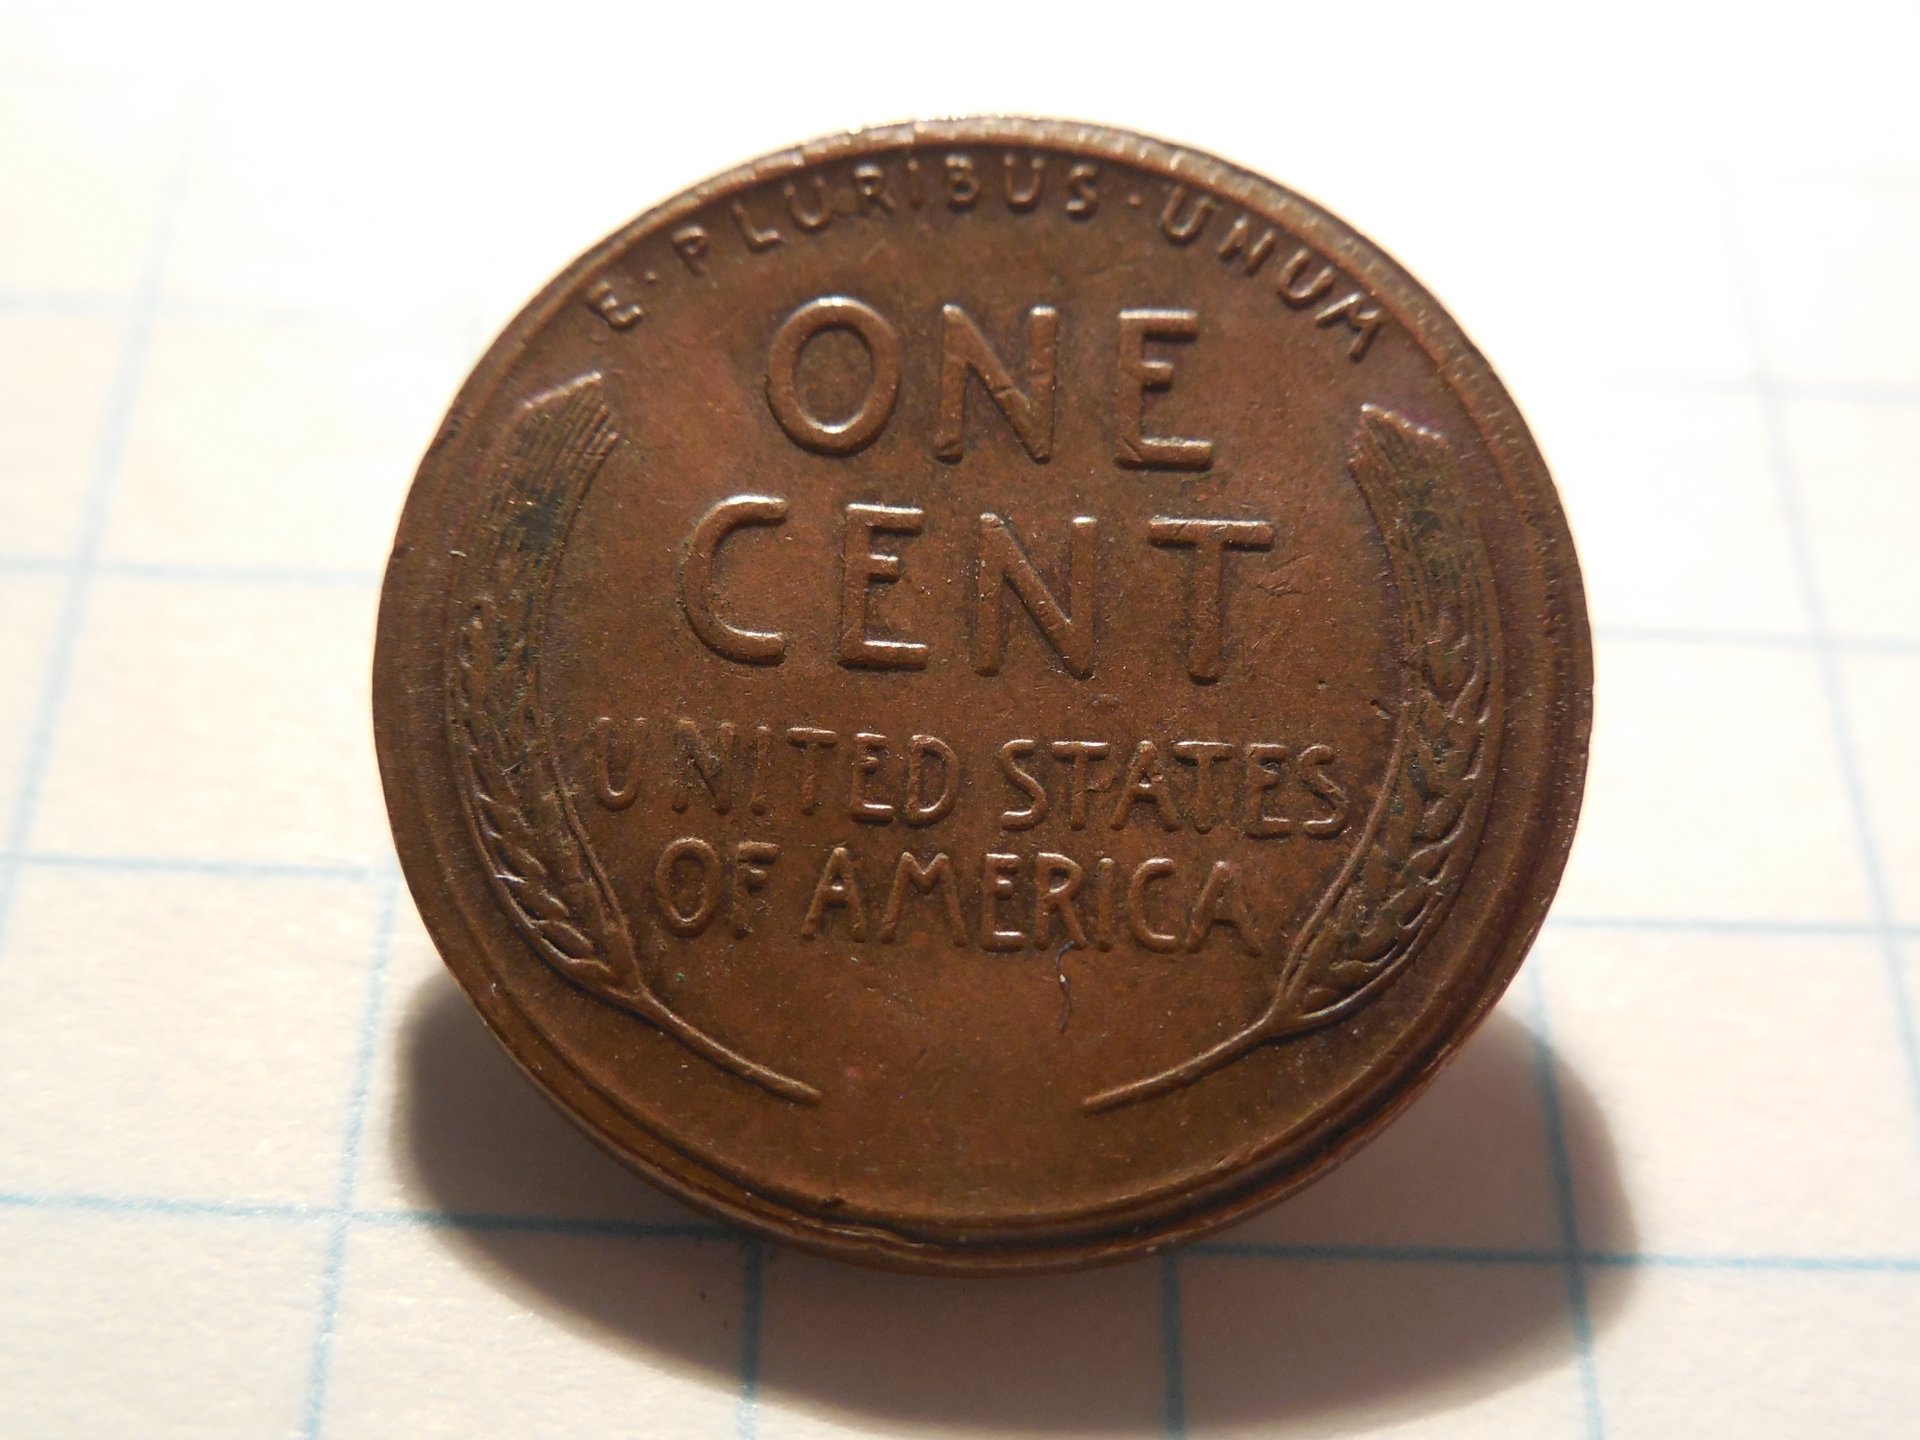 E·PLURIBUS·UNUM
ONE
CENT
UNITED STATES
OF AMERICA